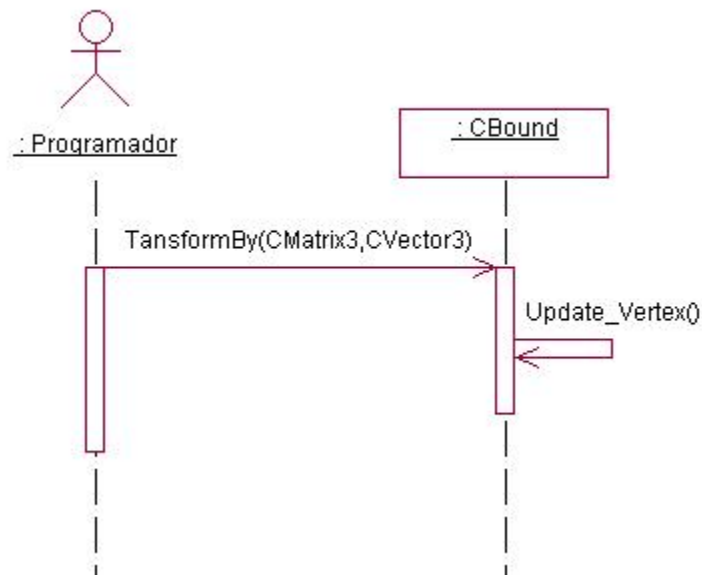 : Programador
: CBound
TansformBy(CMatrix3,CVector3)
Update_Vertex()